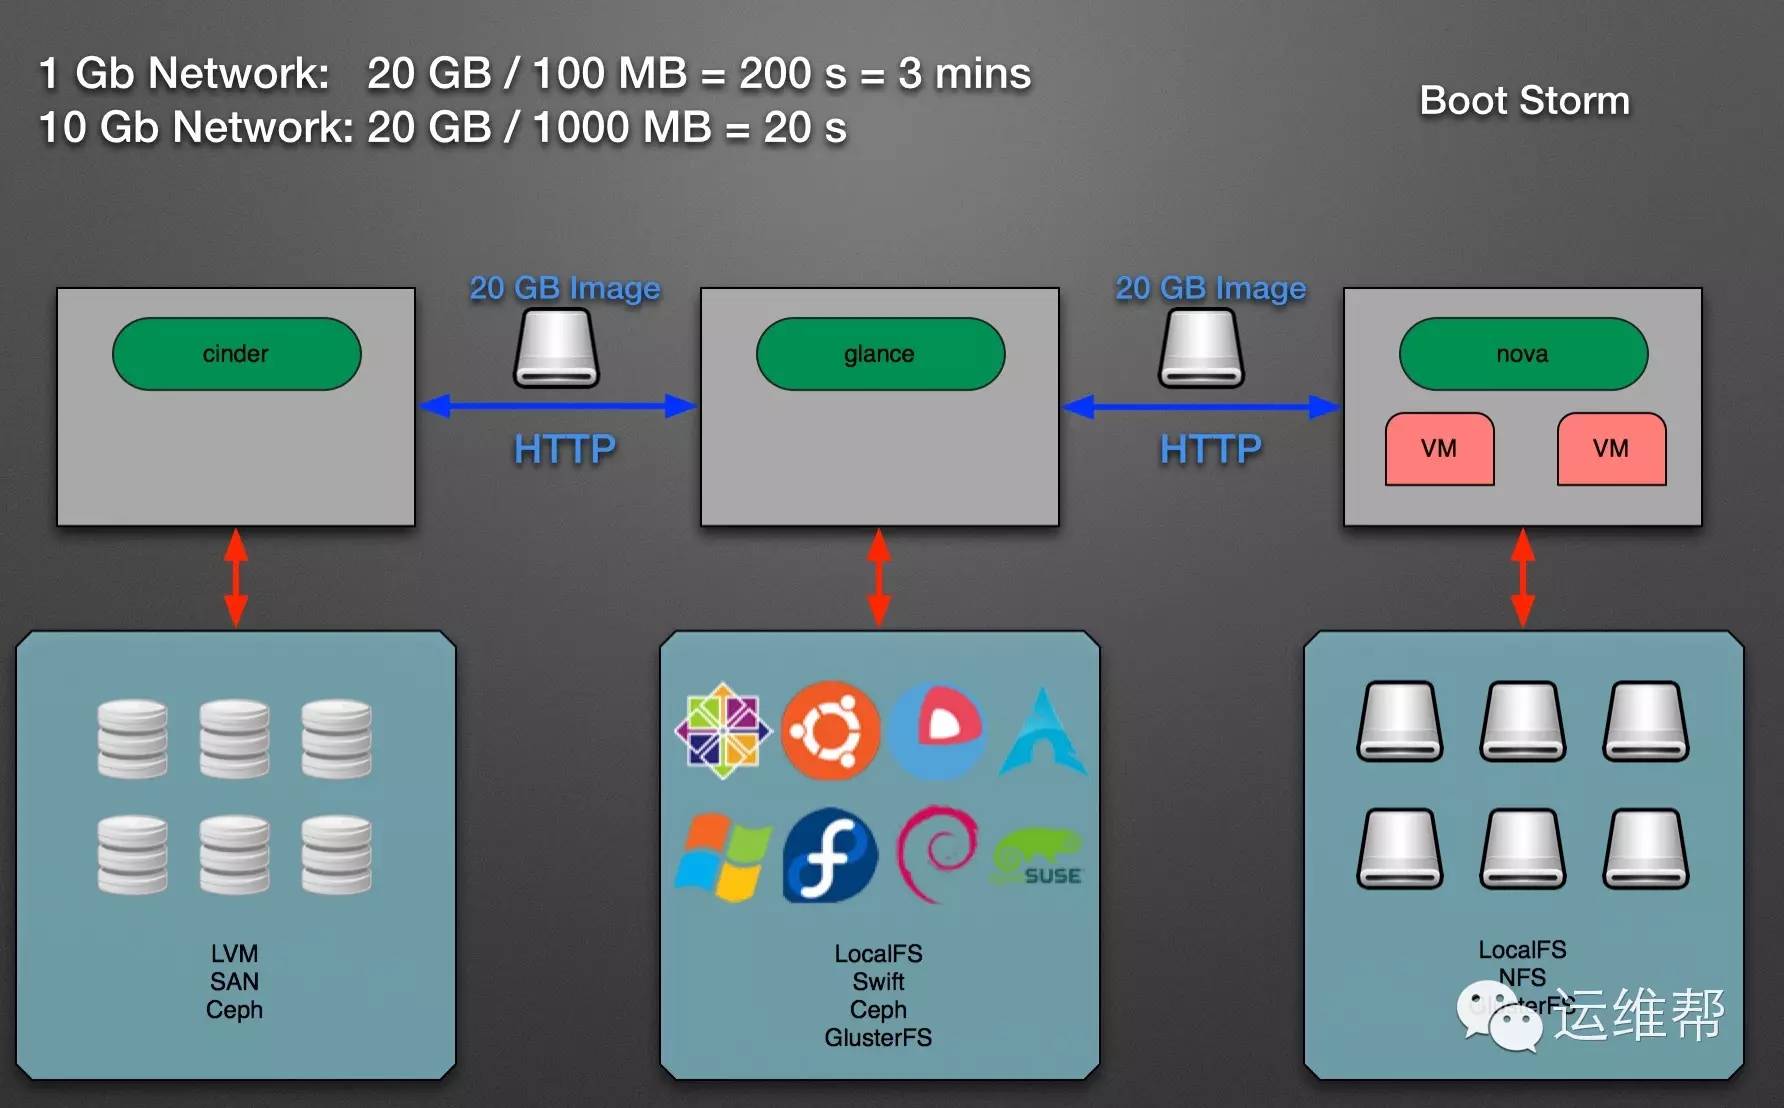 1 Gb Network: 20 GB / 100 MB = 200 s = 3 mins
10 Gb Network: 20 GB / 1000 MB = 20 s
Boot Storm
20 GB Image
20 GB Image
cinder
glance
nova
HTTP
HTTP
VM
VM
SUSE
LVM
SAN
Ceph
LocalFS
Swift
Ceph
GlusterFS
LocalFS
NFS
GlusterFS
运维帮